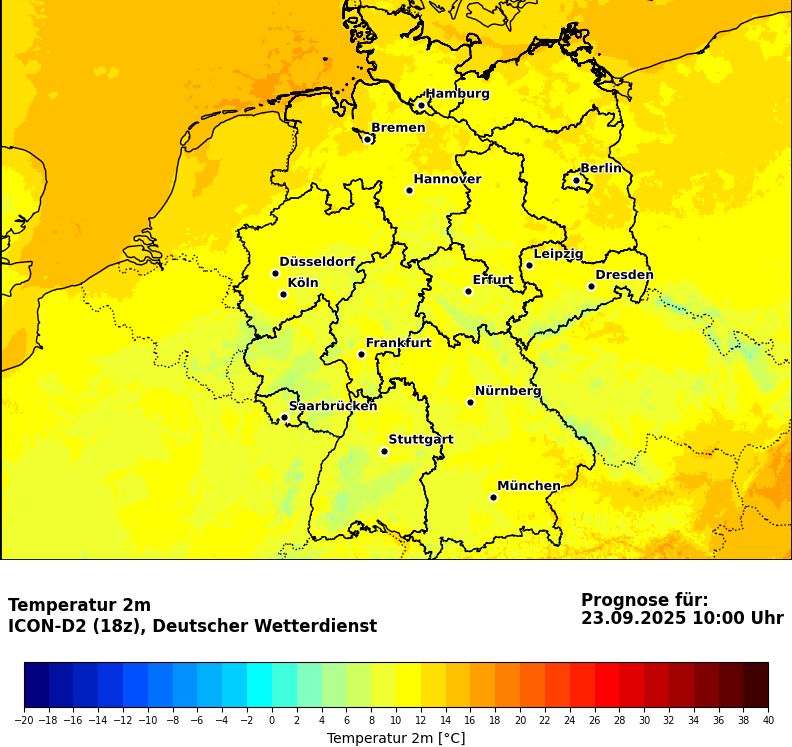 Hamburg
Bremen
Berlin
Hannover
Leipzig
Düsseldorf
Dresden
Köln
Erfurt
Frankfurt
Nürnberg
Saarbrücken
Stuttgart
München
Temperatur 2m
ICON-D2 (18z), Deutscher Wetterdienst
Prognose für:
23.09.2025 10:00 Uhr
−20 −18 −16 −14 −12 −10 −8 −6 −4 −2 0 2 4 6 8 10 12 14 16 18 20 22 24 26 28 30 32 34 36 38 40
Temperatur 2m [°C]